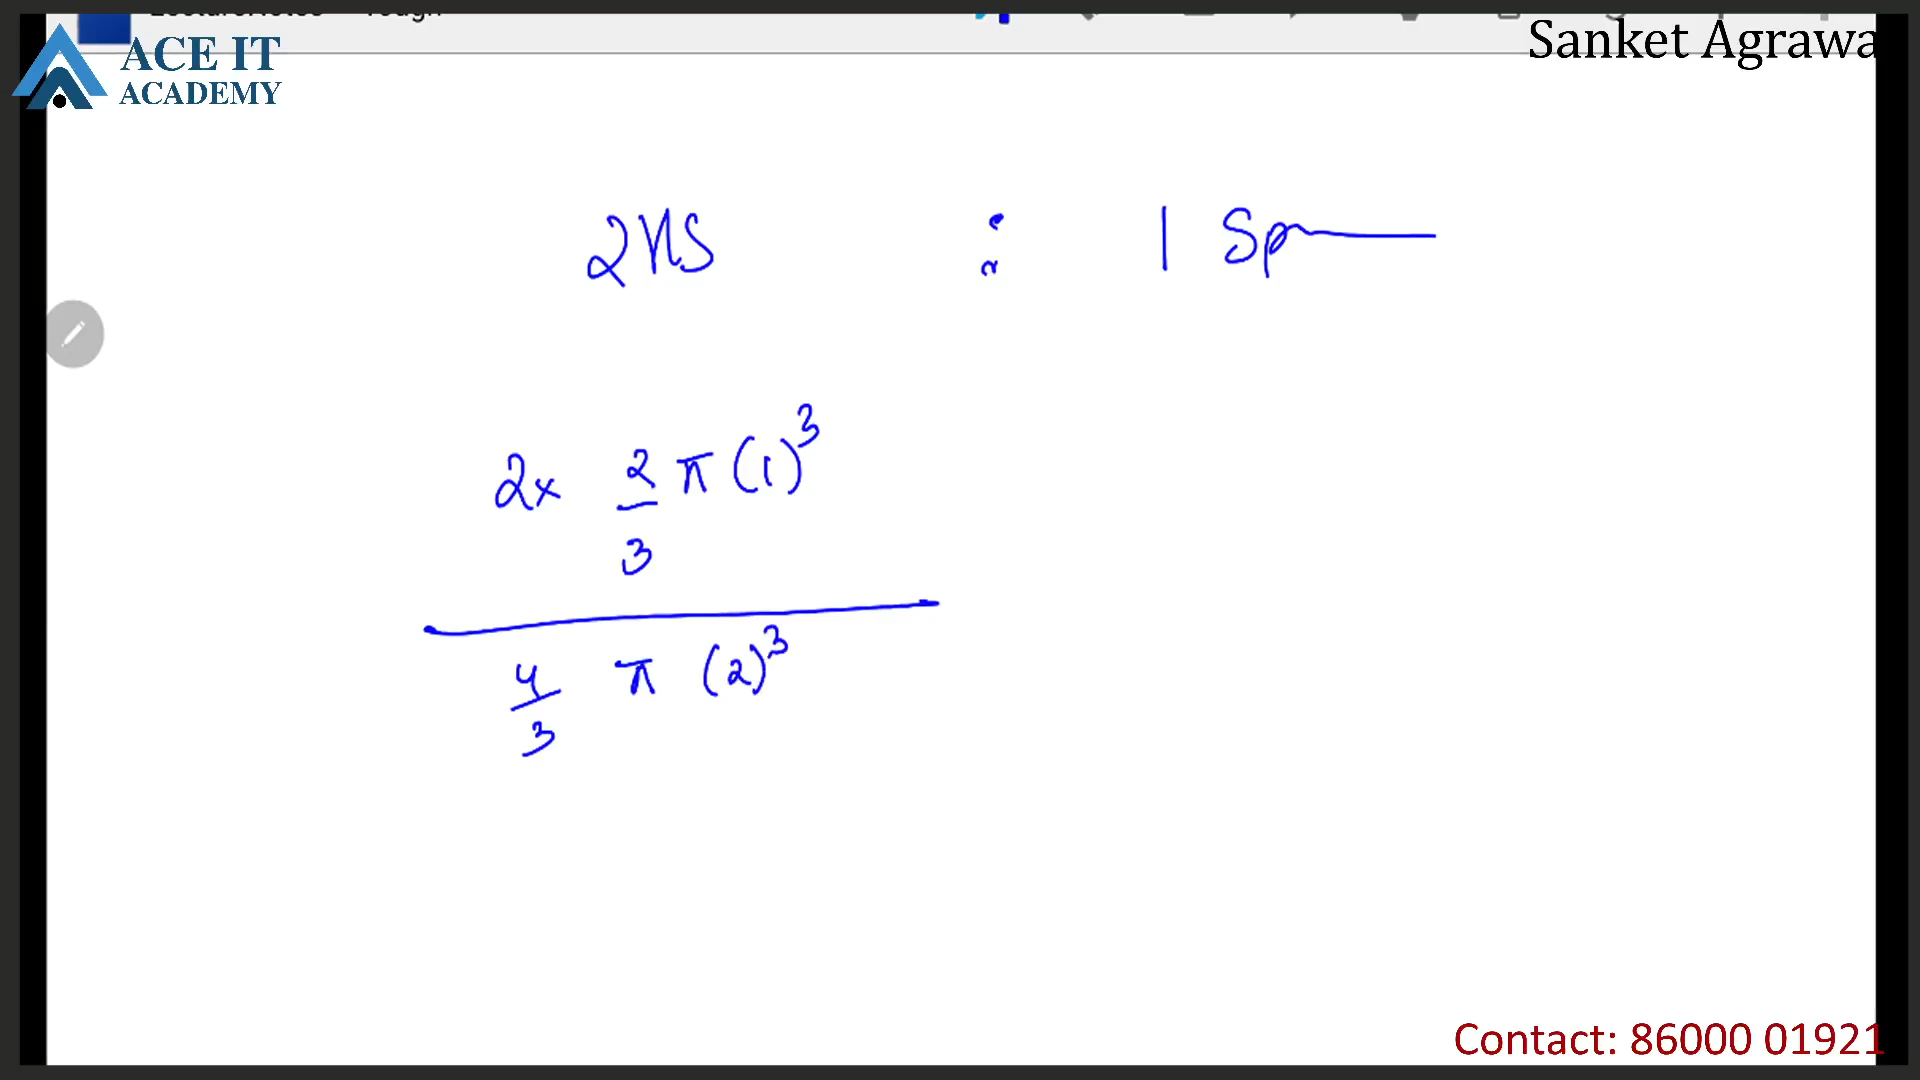 ACE IT
ACADEMY
Sanket Agrawa
2HS : 1 Sp
2x 2/3 π (1)^3
4/3 π (2)^3
Contact: 86000 01921